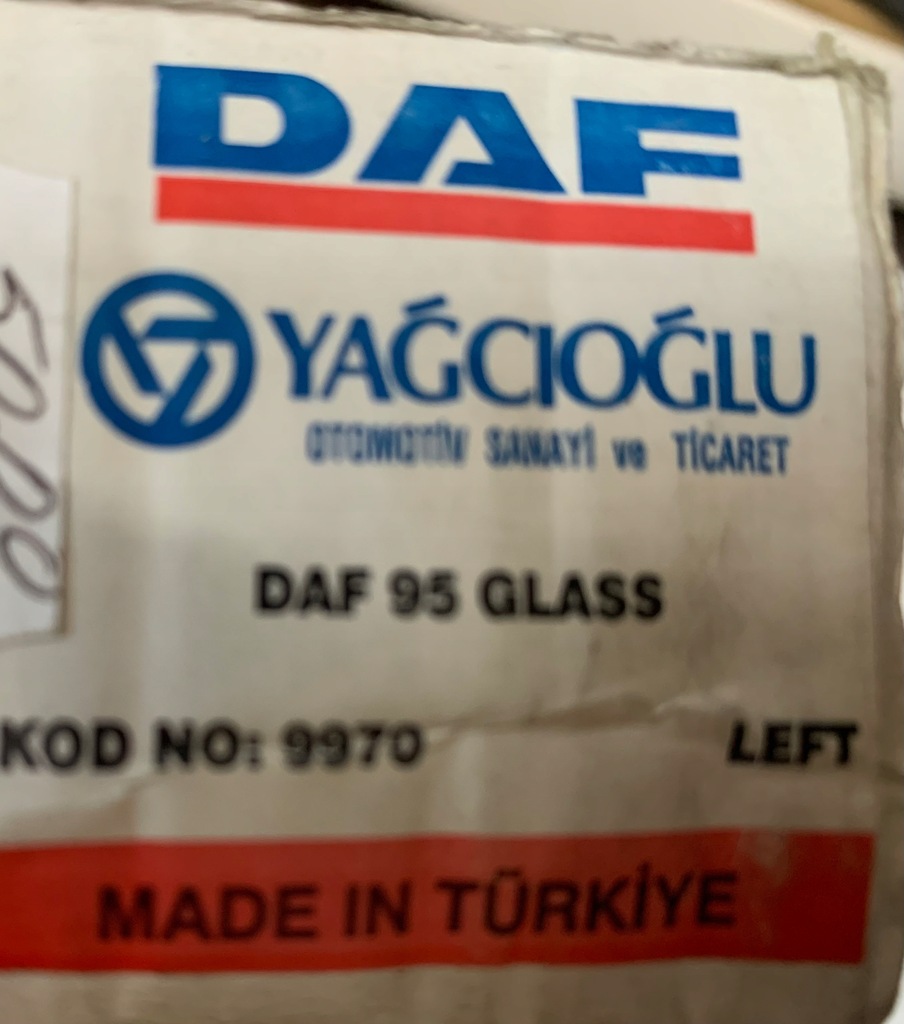 DAF
YAĞCIOĞLU
OTOMOTİV SANAYİ ve TİCARET
DAF 95 GLASS
KOD NO: 9970
LEFT
MADE IN TÜRKİYE